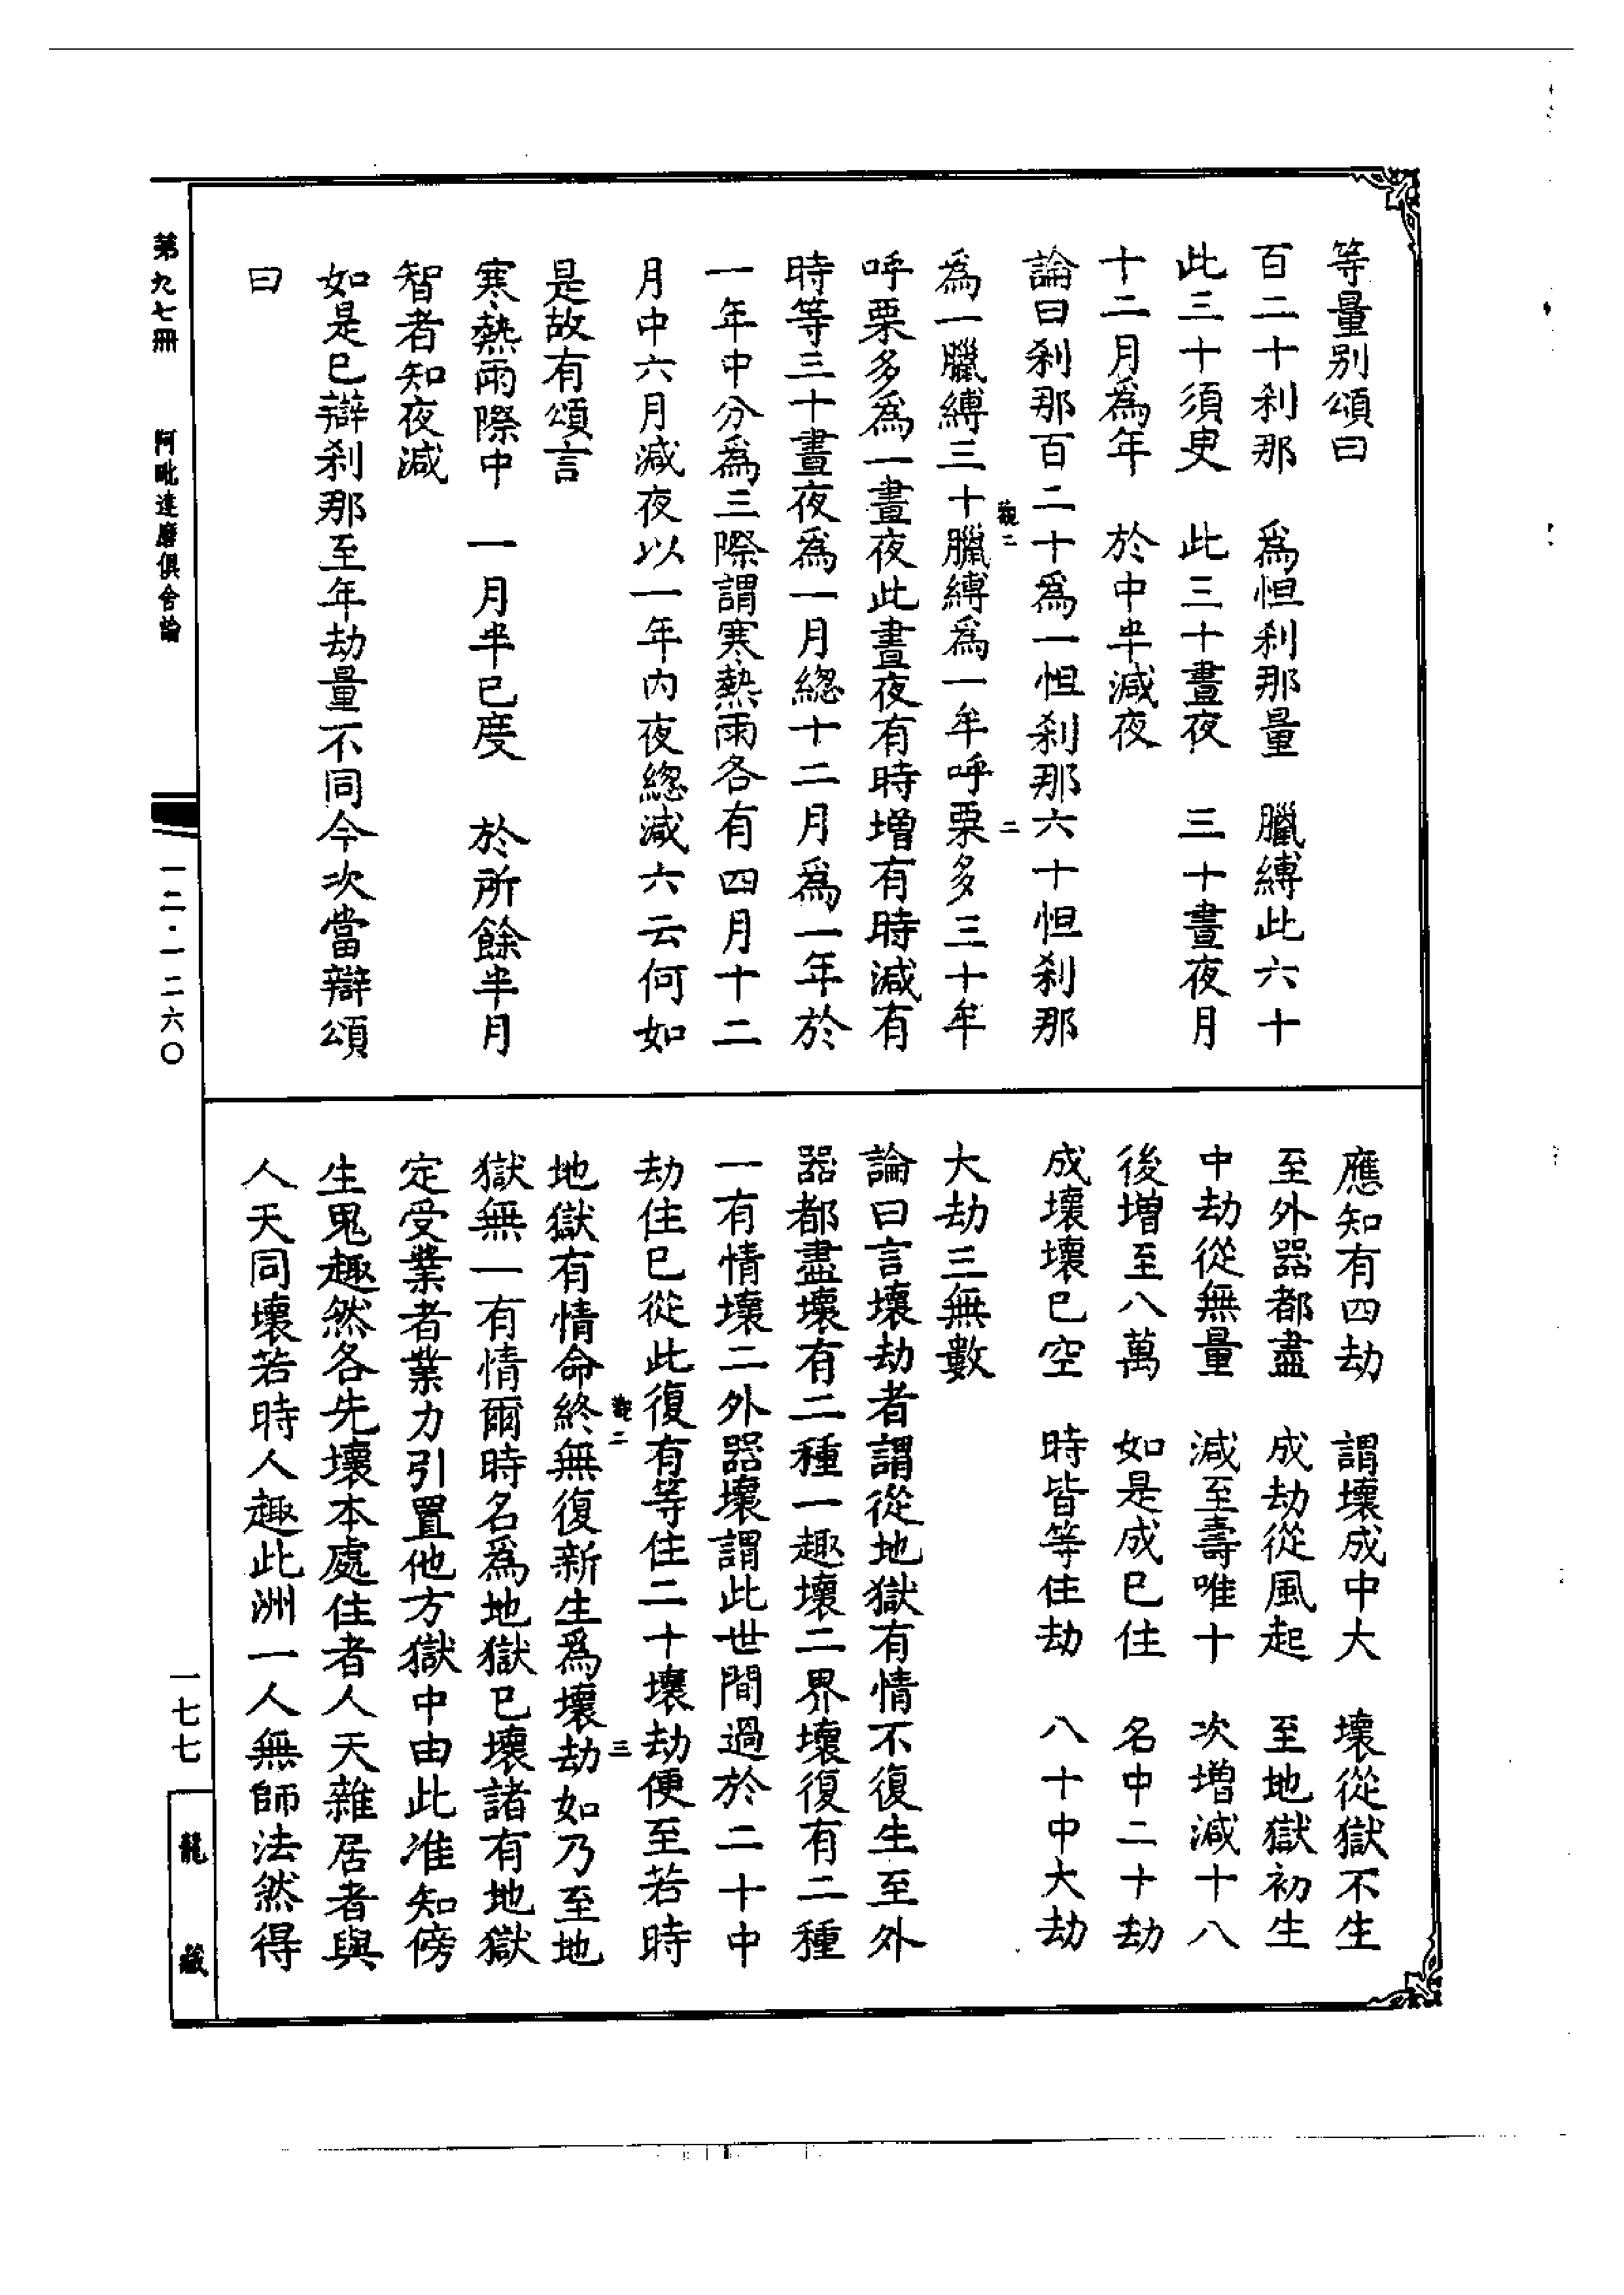 等量别頌曰
百二十刹那　爲怛刹那量　臘縛此六十
此三十須臾　此三十晝夜　三十晝夜月
十二月爲年　於中半減夜
論曰刹那百二十爲一怛刹那六十怛刹那
為一臘縛三十臘縛爲一牟呼栗多三十牟
呼栗多爲一晝夜此晝夜有時增有時減有
時等三十晝夜爲一月總十二月爲一年於
一年中分爲三際謂寒熱雨各有四月十二
月中六月减夜以一年内夜總减六云何如
是故有頌言
寒熱雨際中　一月半已度　於所餘半月
智者知夜減
如是已辯刹那至年劫量不同今次當辯頌
曰
應知有四劫　謂壞成中大　壞從獄不生
至外器都盡　成劫從風起　至地獄初生
中劫從無量　減至壽唯十　次增減十八
後增至八萬　如是成已住　名中二十劫
成壞壞已空　時皆等住劫　八十中大劫
大劫三無數
論曰言壞劫者謂從地獄有情不復生至外
器都盡壞有二種一趣壞二界壞復有二種
一有情壞二外器壞謂此世間過於二十中
劫住已從此復有等住二十壞劫便至若時
地獄有情命終無復新生爲壞劫始乃至地
獄無一有情爾時名爲地獄已壞諸有地獄
定受業者業力引置他方獄中由此准知傍
生鬼趣然各先壞本處住者人天雜居者與
人天同壞若時人趣此洲一人無師法然得
第九七冊　阿毗達磨俱舍論　一二·一二六〇
一七七
龍藏